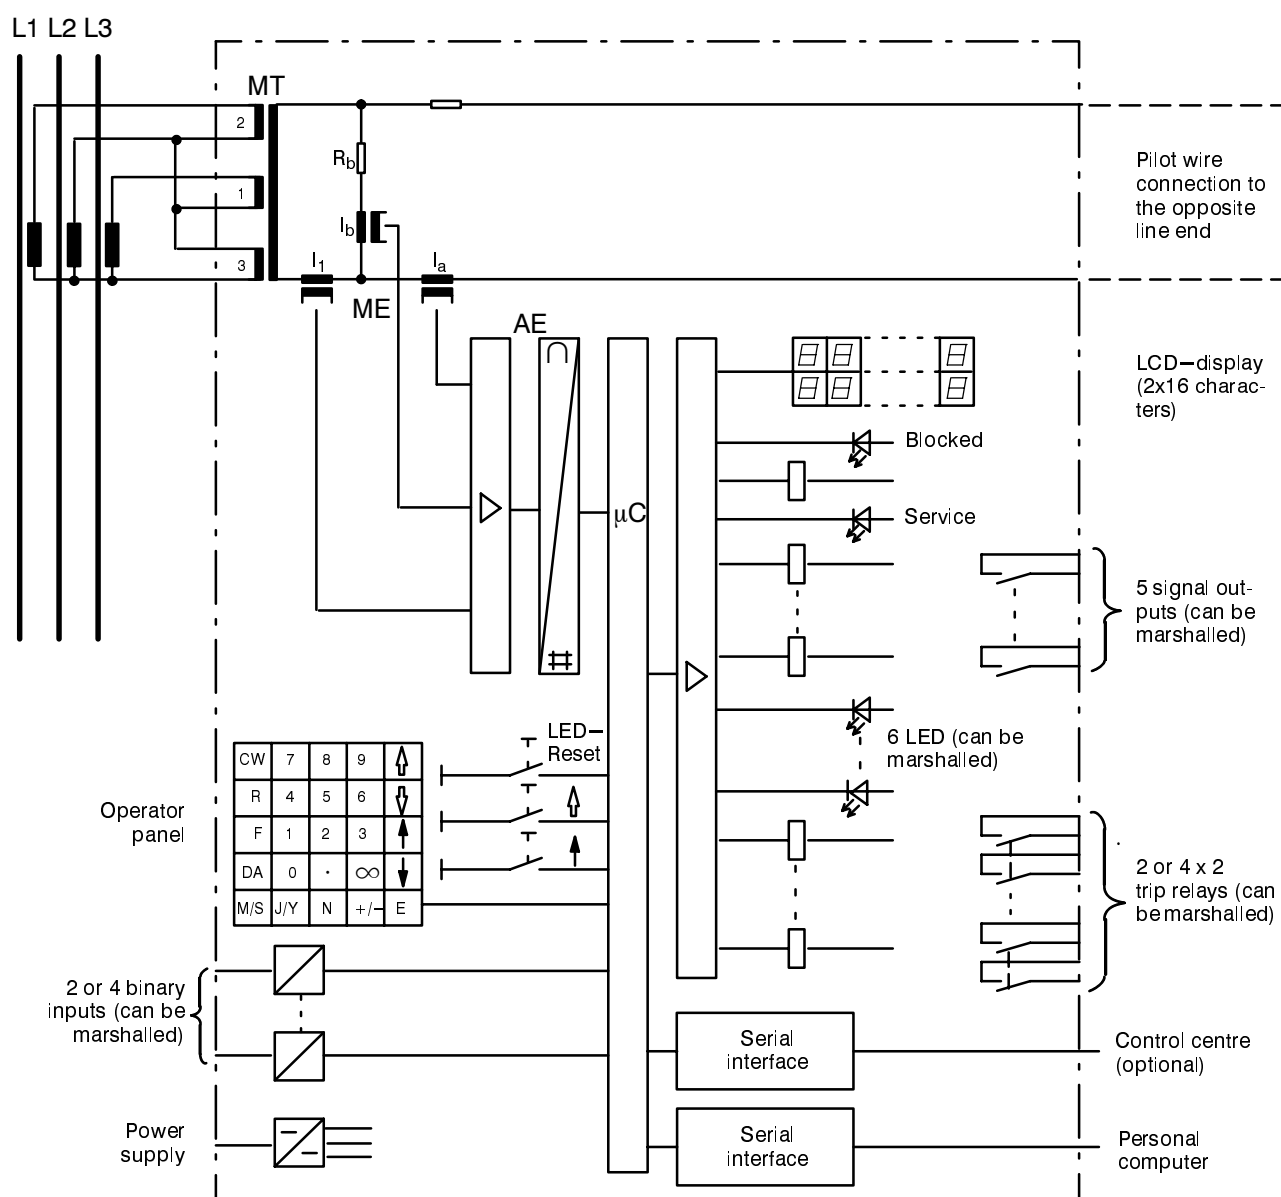 L1 L2 L3
MT
2
1
3
Rb
Ib
I1
Ia
ME
AE
Pilot wire
connection to
the opposite
line end
LCD–display
(2x16 charac-
ters)
Blocked
Service
μC
5 signal out-
puts (can be
marshalled)
LED–
Reset
6 LED (can be
marshalled)
Operator
panel
CW 7 8 9 ⇧
R 4 5 6 ⇩
F 1 2 3 ↑
DA 0 . ∞ ↓
M/S J/Y N +/– E
⇧
↑
2 or 4 x 2
trip relays (can
be marshalled)
2 or 4 binary
inputs (can be
marshalled)
Serial
interface
Control centre
(optional)
Power
supply
Serial
interface
Personal
computer